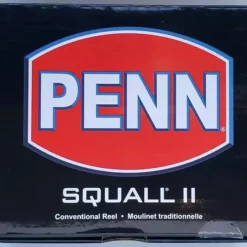 PENN®
SQUALL® II
Conventional Reel • Moulinet traditionnelle